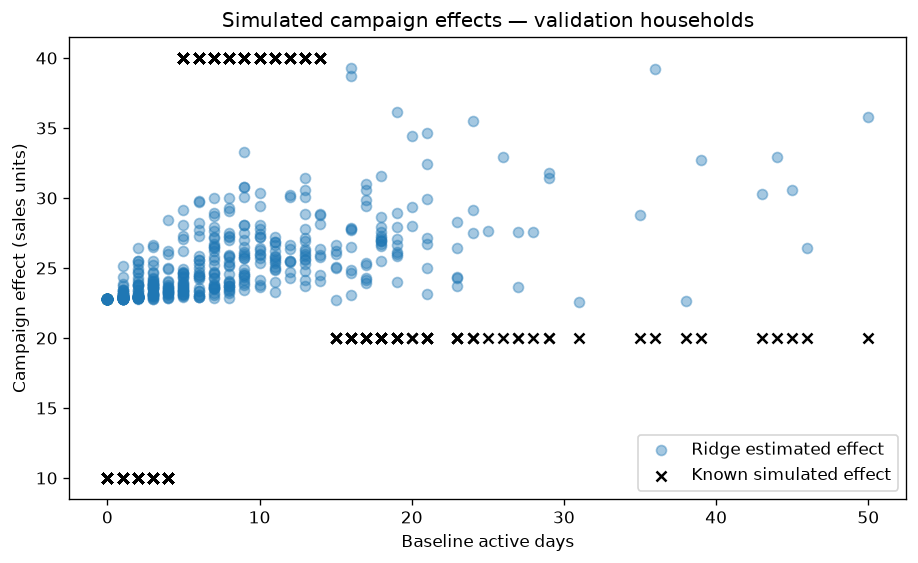 Simulated campaign effects — validation households
Campaign effect (sales units)
40
35
30
25
20
15
10
0
10
20
30
40
50
Baseline active days
Ridge estimated effect
Known simulated effect